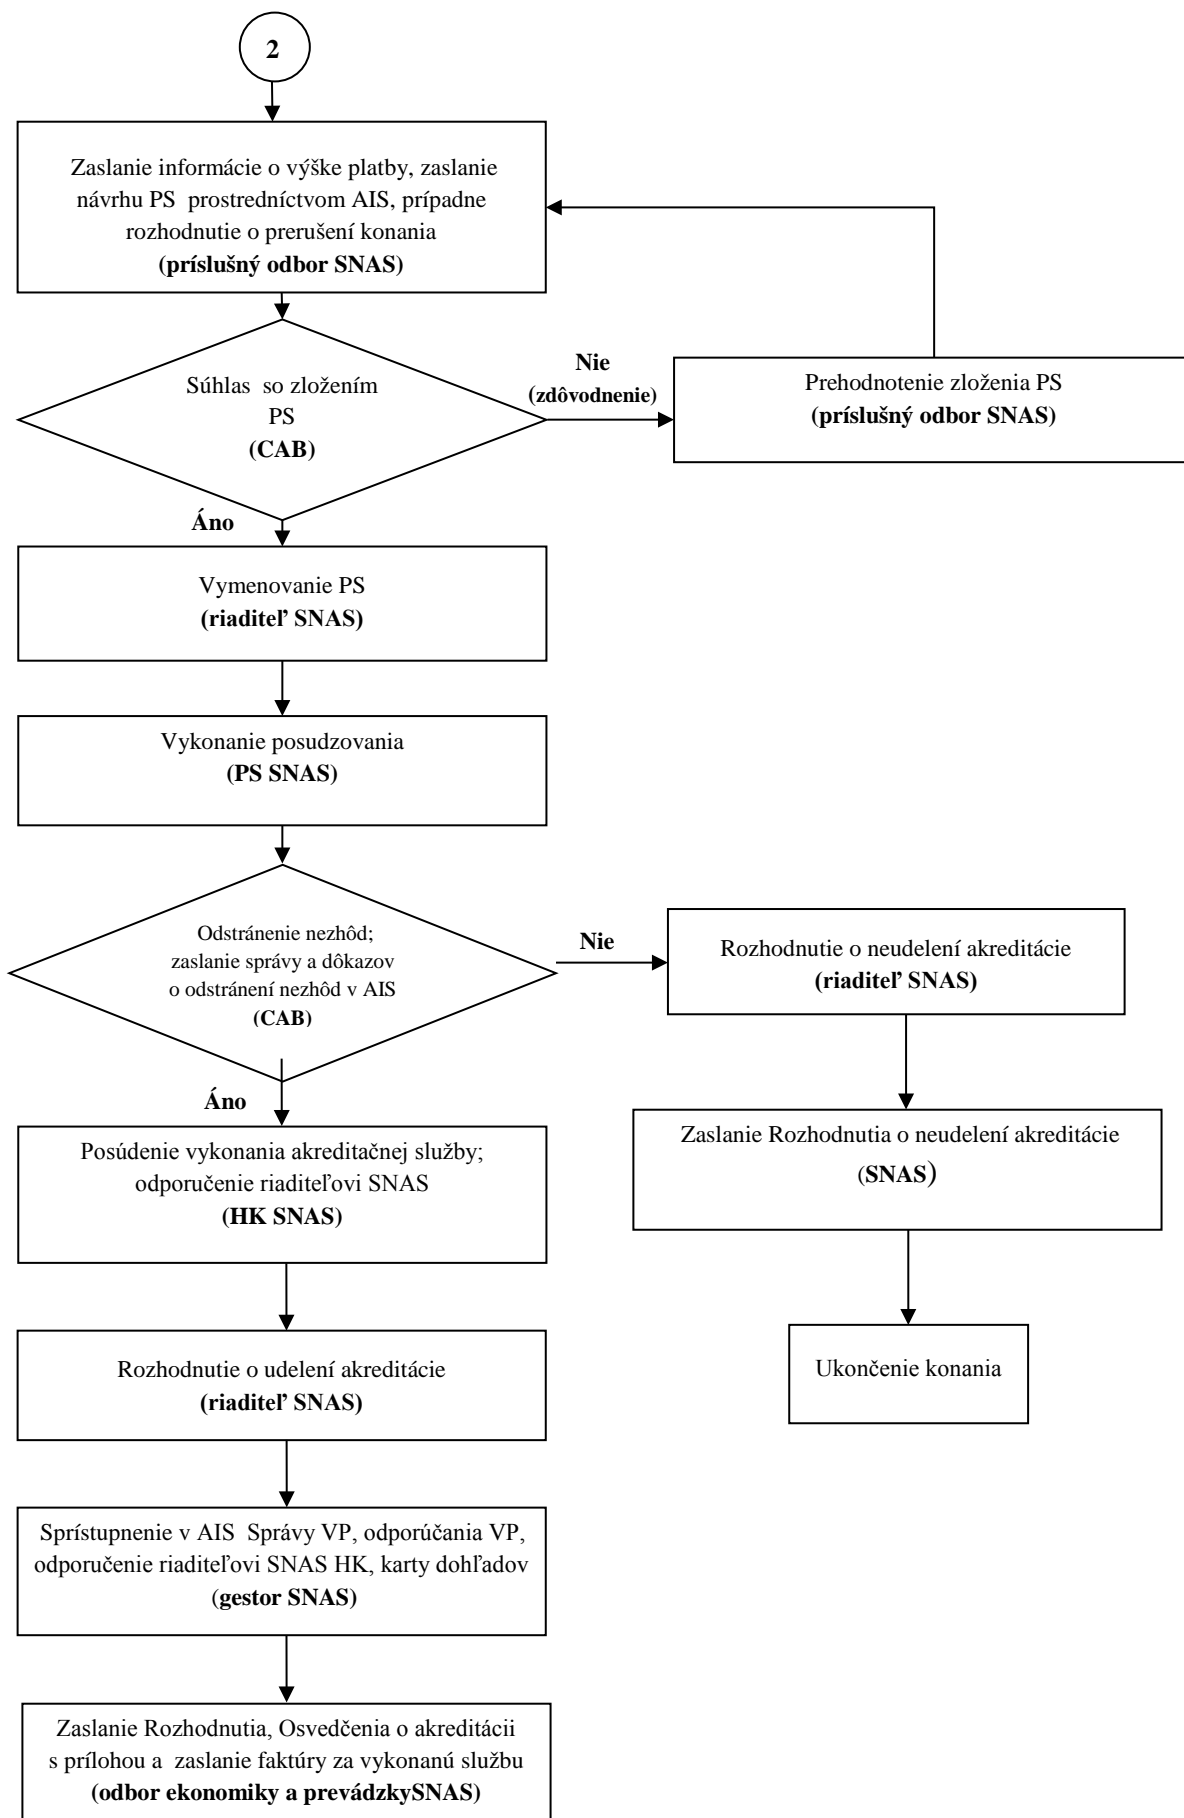 2
Zaslanie informácie o výške platby, zaslanie
návrhu PS prostredníctvom AIS, prípadne
rozhodnutie o prerušení konania
(príslušný odbor SNAS)
Súhlas so zložením
PS
(CAB)
Nie
(zdôvodnenie)
Prehodnotenie zloženia PS
(príslušný odbor SNAS)
Áno
Vymenovanie PS
(riaditeľ SNAS)
Vykonanie posudzovania
(PS SNAS)
Odstránenie nezhôd;
zaslanie správy a dôkazov
o odstránení nezhôd v AIS
(CAB)
Nie
Rozhodnutie o neudelení akreditácie
(riaditeľ SNAS)
Áno
Zaslanie Rozhodnutia o neudelení akreditácie
(SNAS)
Posúdenie vykonania akreditačnej služby;
odporučenie riaditeľovi SNAS
(HK SNAS)
Ukončenie konania
Rozhodnutie o udelení akreditácie
(riaditeľ SNAS)
Sprístupnenie v AIS Správy VP, odporúčania VP,
odporučenie riaditeľovi SNAS HK, karty dohľadov
(gestor SNAS)
Zaslanie Rozhodnutia, Osvedčenia o akreditácii
s prílohou a zaslanie faktúry za vykonanú službu
(odbor ekonomiky a prevádzkySNAS)